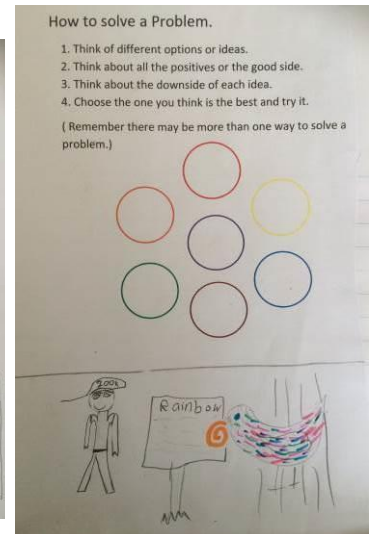 How to solve a Problem.
1. Think of different options or ideas.
2. Think about all the positives or the good side.
3. Think about the downside of each idea.
4. Choose the one you think is the best and try it.
( Remember there may be more than one way to solve a
problem.)
Rainbow